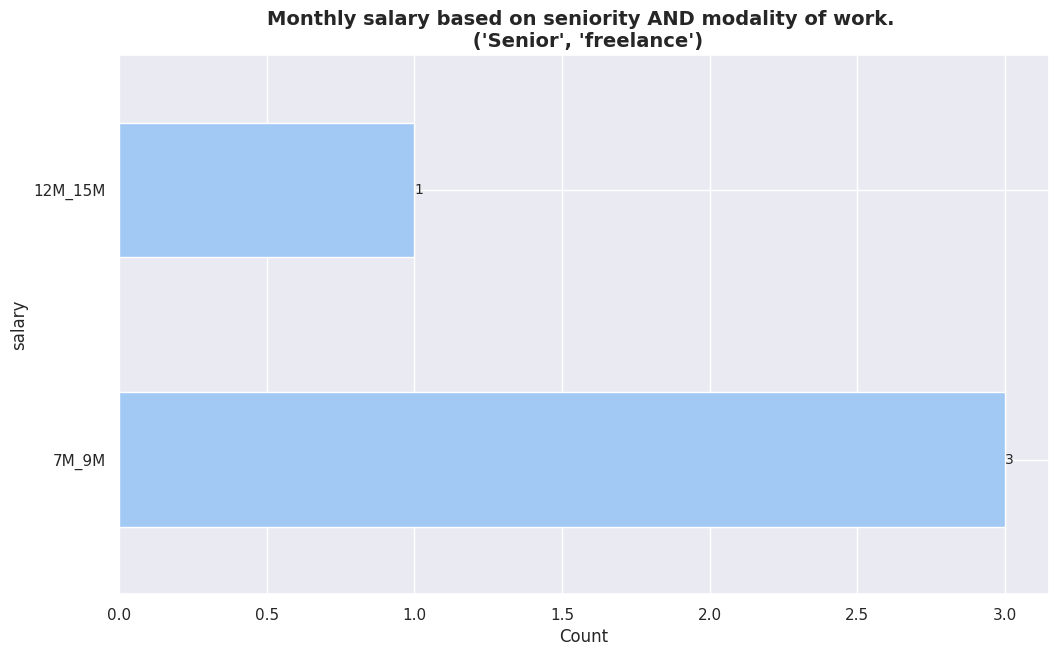 Monthly salary based on seniority AND modality of work.
('Senior', 'freelance')
12M_15M
1
salary
7M_9M
3
0.0 0.5 1.0 1.5 2.0 2.5 3.0
Count